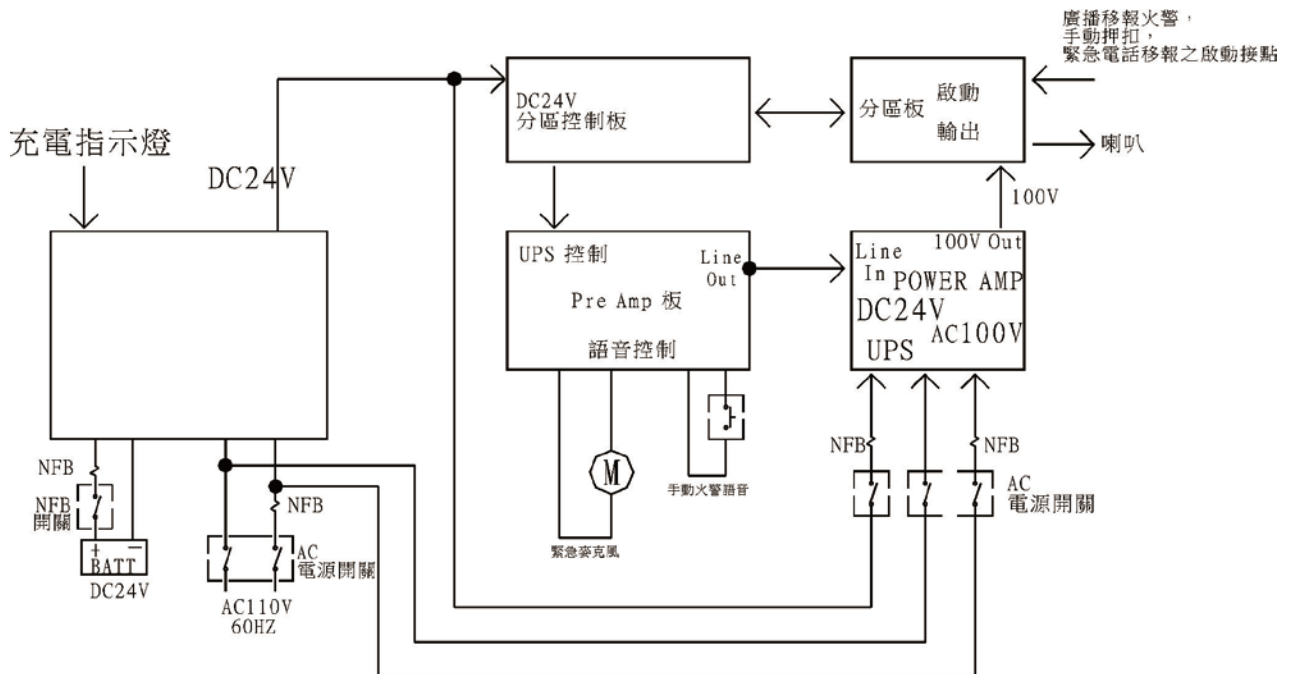 廣播移報火警，
手動押扣，
緊急電話移報之啟動接點
DC24V
分區控制板
分區板
啟動
輸出
喇叭
充電指示燈
DC24V
100V
UPS 控制
Line
Out
Pre Amp 板
語音控制
100V Out
Line
In
POWER AMP
DC24V
AC100V
UPS
NFB
NFB
開關
+ −
BATT
DC24V
NFB
AC
電源開關
AC110V
60HZ
M
緊急麥克風
手動火警語音
NFB
NFB
AC
電源開關